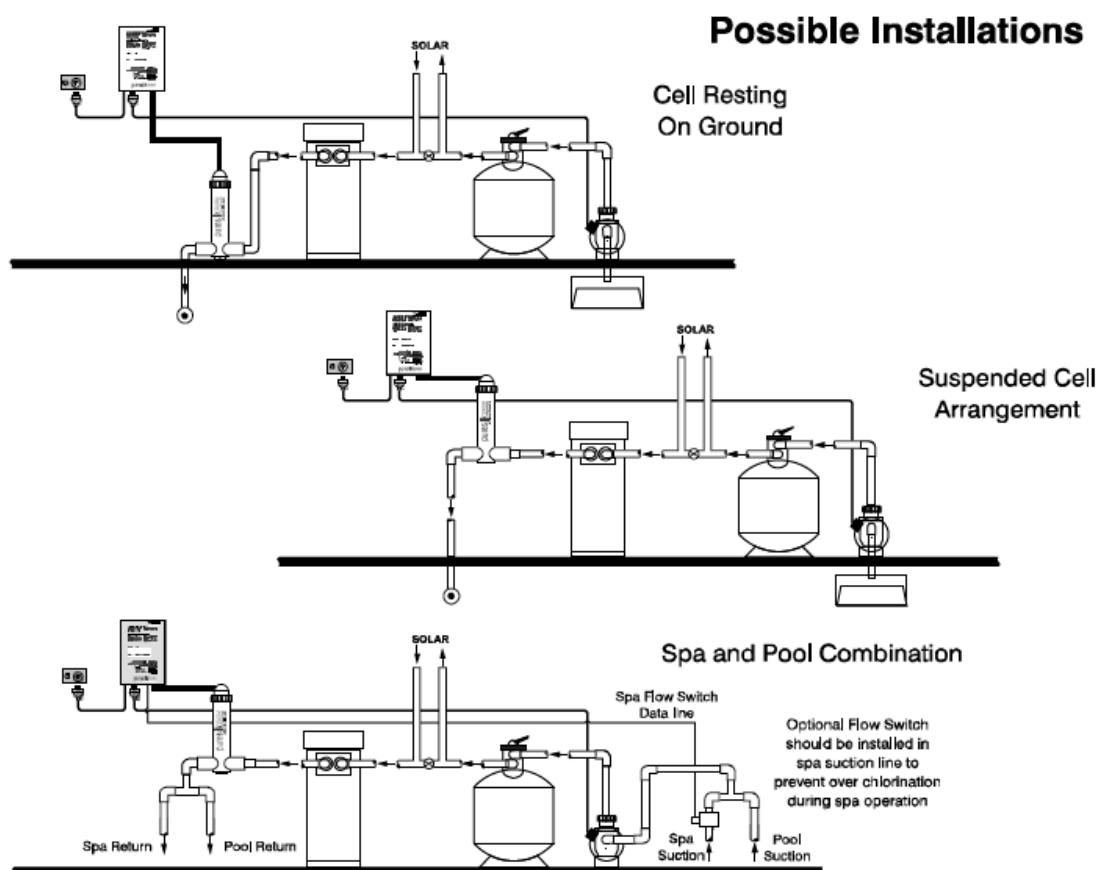 Possible Installations
SOLAR
Cell Resting
On Ground
SOLAR
Suspended Cell
Arrangement
SOLAR
Spa and Pool Combination
Spa Flow Switch
Data line
Optional Flow Switch
should be installed in
spa suction line to
prevent over chlorination
during spa operation
Spa Return
Pool Return
Spa
Suction
Pool
Suction